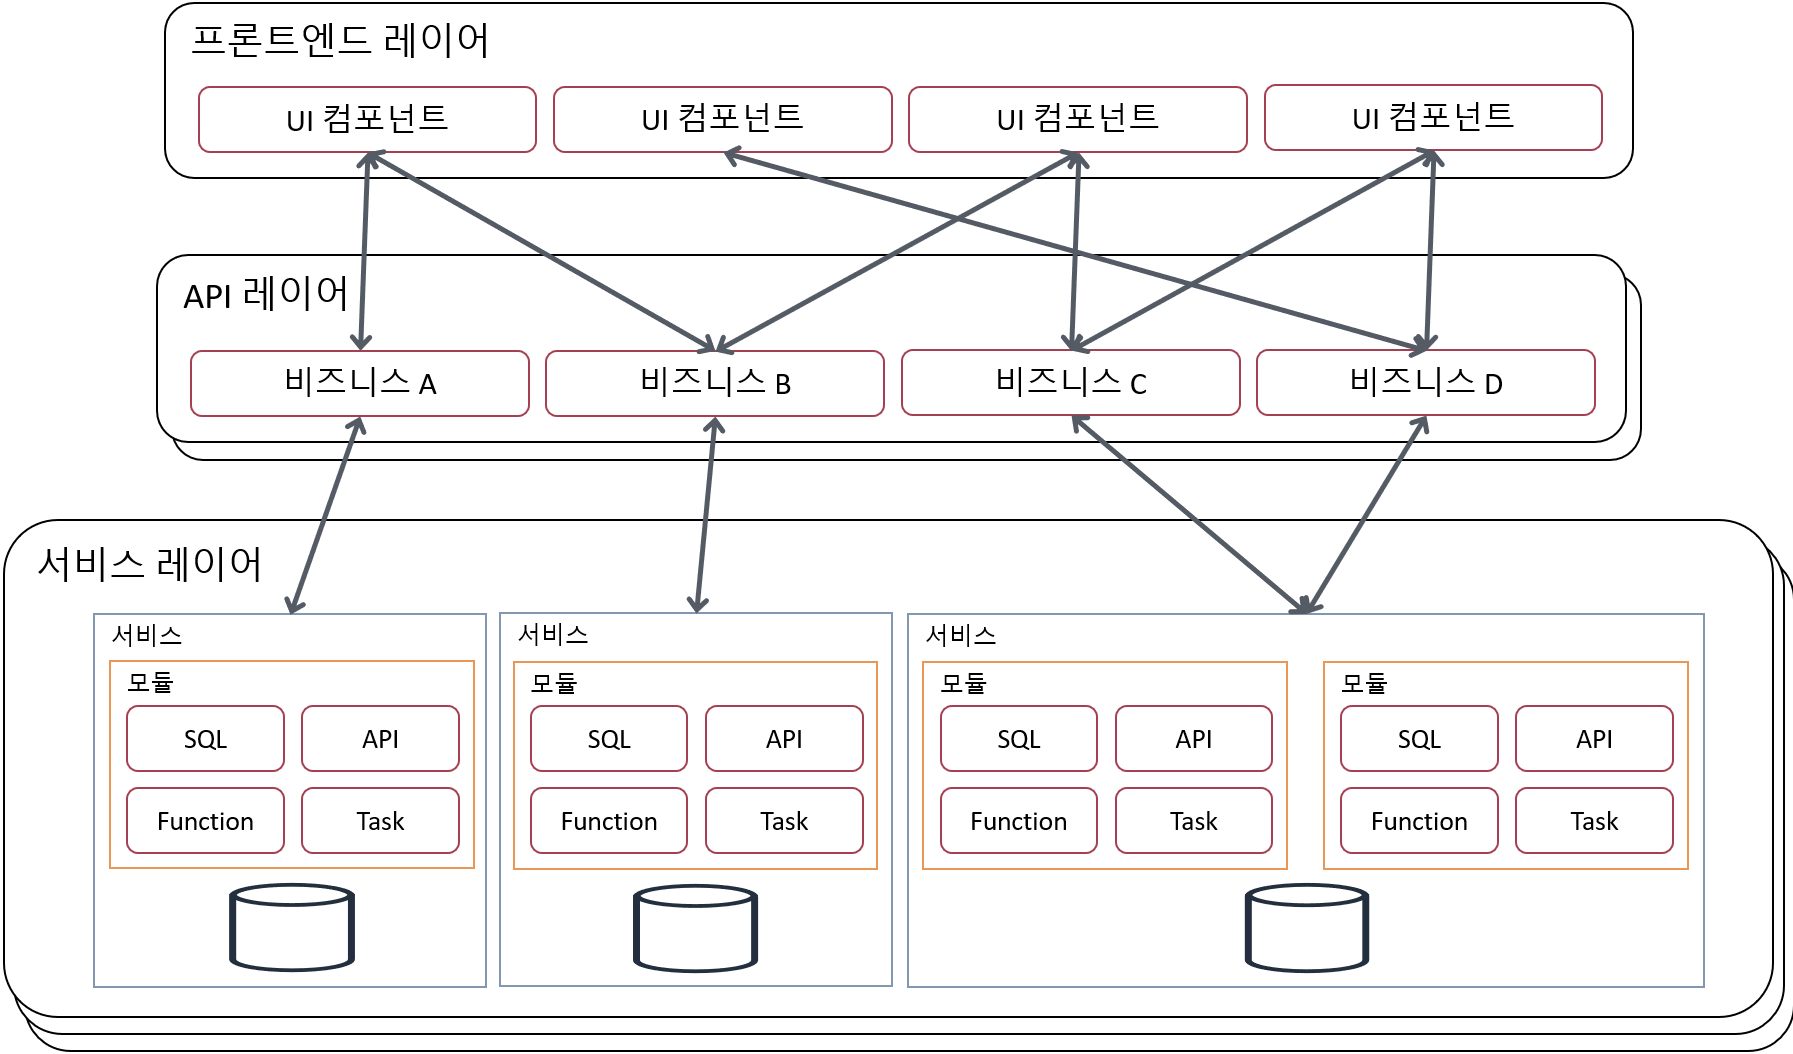 프론트엔드 레이어
UI 컴포넌트
UI 컴포넌트
UI 컴포넌트
UI 컴포넌트
API 레이어
비즈니스 A
비즈니스 B
비즈니스 C
비즈니스 D
서비스 레이어
서비스
모듈
SQL
API
Function
Task
서비스
모듈
SQL
API
Function
Task
서비스
모듈
SQL
API
Function
Task
모듈
SQL
API
Function
Task